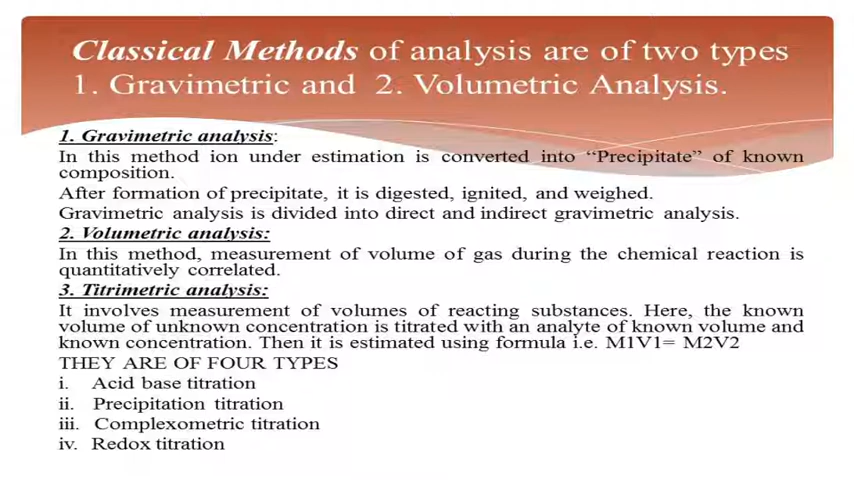 Classical Methods of analysis are of two types
1. Gravimetric and 2. Volumetric Analysis.
1. Gravimetric analysis:
In this method ion under estimation is converted into “Precipitate” of known
composition.
After formation of precipitate, it is digested, ignited, and weighed.
Gravimetric analysis is divided into direct and indirect gravimetric analysis.
2. Volumetric analysis:
In this method, measurement of volume of gas during the chemical reaction is
quantitatively correlated.
3. Titrimetric analysis:
It involves measurement of volumes of reacting substances. Here, the known
volume of unknown concentration is titrated with an analyte of known volume and
known concentration. Then it is estimated using formula i.e. M1V1= M2V2
THEY ARE OF FOUR TYPES
i. Acid base titration
ii. Precipitation titration
iii. Complexometric titration
iv. Redox titration